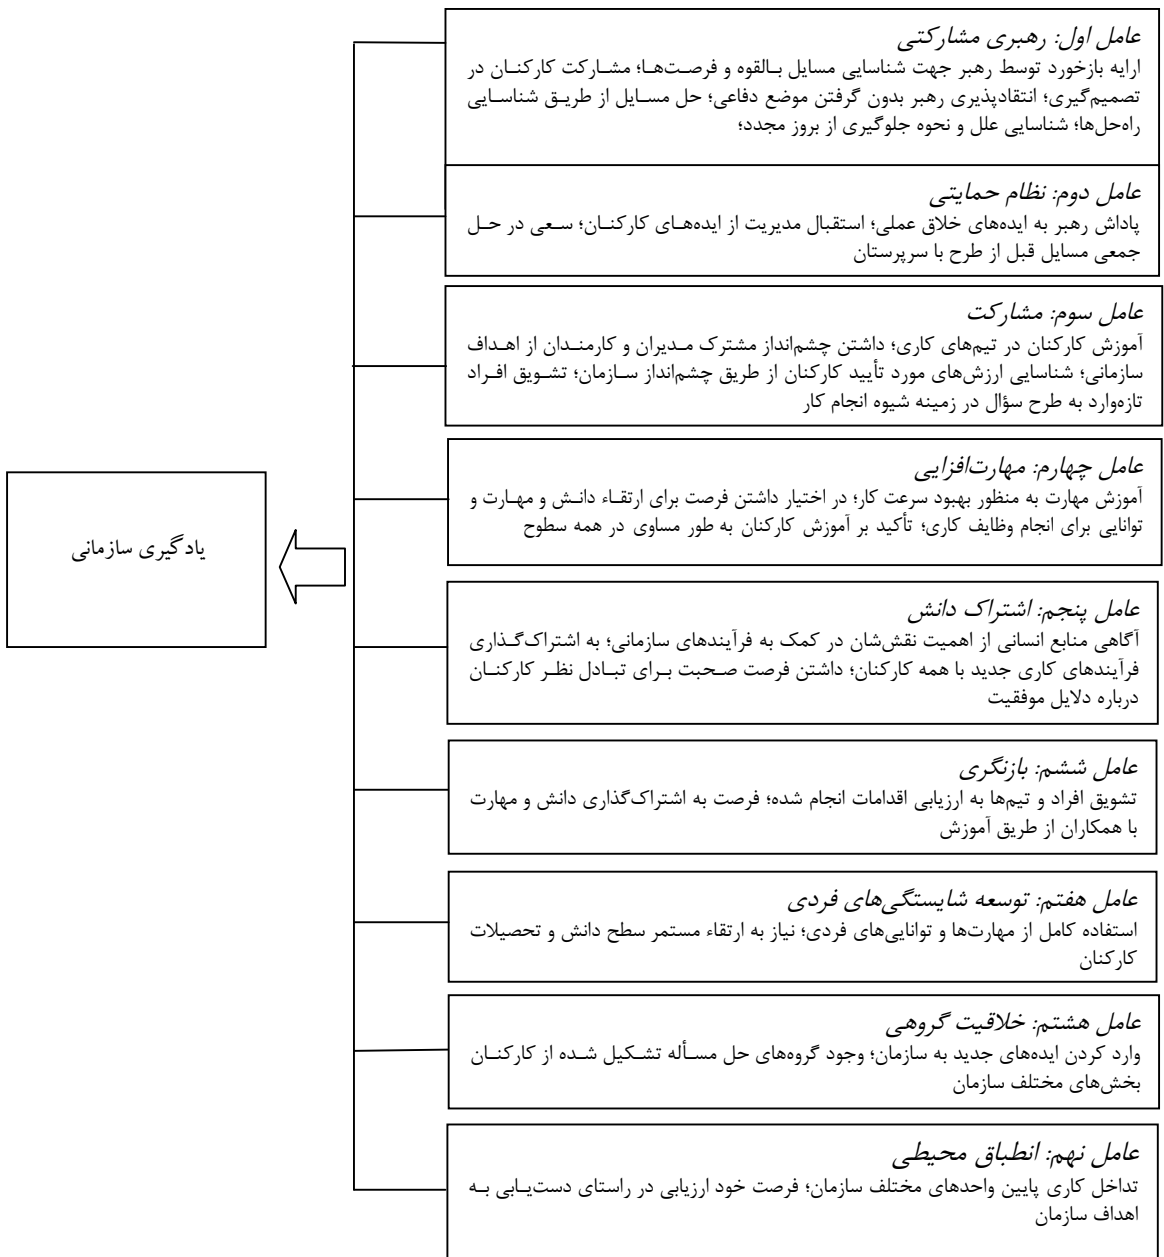 عامل اول: رهبری مشارکتی
ارایه بازخورد توسط رهبر جهت شناسایی مسایل بالقوه و فرصت‌ها؛ مشارکت کارکنان در
تصمیم‌گیری؛ انتقادپذیری رهبر بدون گرفتن موضع دفاعی؛ حل مسایل از طریق شناسایی
راه‌حل‌ها؛ شناسایی علل و نحوه جلوگیری از بروز مجدد؛
عامل دوم: نظام حمایتی
پاداش رهبر به ایده‌های خلاق عملی؛ استقبال مدیریت از ایده‌های کارکنان؛ سعی در حل
جمعی مسایل قبل از طرح با سرپرستان
عامل سوم: مشارکت
آموزش کارکنان در تیم‌های کاری؛ داشتن چشم‌انداز مشترک مدیران و کارمندان از اهداف
سازمانی؛ شناسایی ارزش‌های مورد تأیید کارکنان از طریق چشم‌انداز سازمان؛ تشویق افراد
تازه‌وارد به طرح سؤال در زمینه شیوه انجام کار
عامل چهارم: مهارت‌افزایی
آموزش مهارت به منظور بهبود سرعت کار؛ در اختیار داشتن فرصت برای ارتقاء دانش و مهارت و
توانایی برای انجام وظایف کاری؛ تأکید بر آموزش کارکنان به طور مساوی در همه سطوح
یادگیری سازمانی
عامل پنجم: اشتراک دانش
آگاهی منابع انسانی از اهمیت نقش‌شان در کمک به فرآیندهای سازمانی؛ به اشتراک‌گذاری
فرآیندهای کاری جدید با همه کارکنان؛ داشتن فرصت صحبت برای تبادل نظر کارکنان
درباره دلایل موفقیت
عامل ششم: بازنگری
تشویق افراد و تیم‌ها به ارزیابی اقدامات انجام شده؛ فرصت به اشتراک‌گذاری دانش و مهارت
با همکاران از طریق آموزش
عامل هفتم: توسعه شایستگی‌های فردی
استفاده کامل از مهارت‌ها و توانایی‌های فردی؛ نیاز به ارتقاء مستمر سطح دانش و تحصیلات
کارکنان
عامل هشتم: خلاقیت گروهی
وارد کردن ایده‌های جدید به سازمان؛ وجود گروه‌های حل مسأله تشکیل شده از کارکنان
بخش‌های مختلف سازمان
عامل نهم: انطباق محیطی
تداخل کاری پایین واحدهای مختلف سازمان؛ فرصت خود ارزیابی در راستای دست‌یابی به
اهداف سازمان